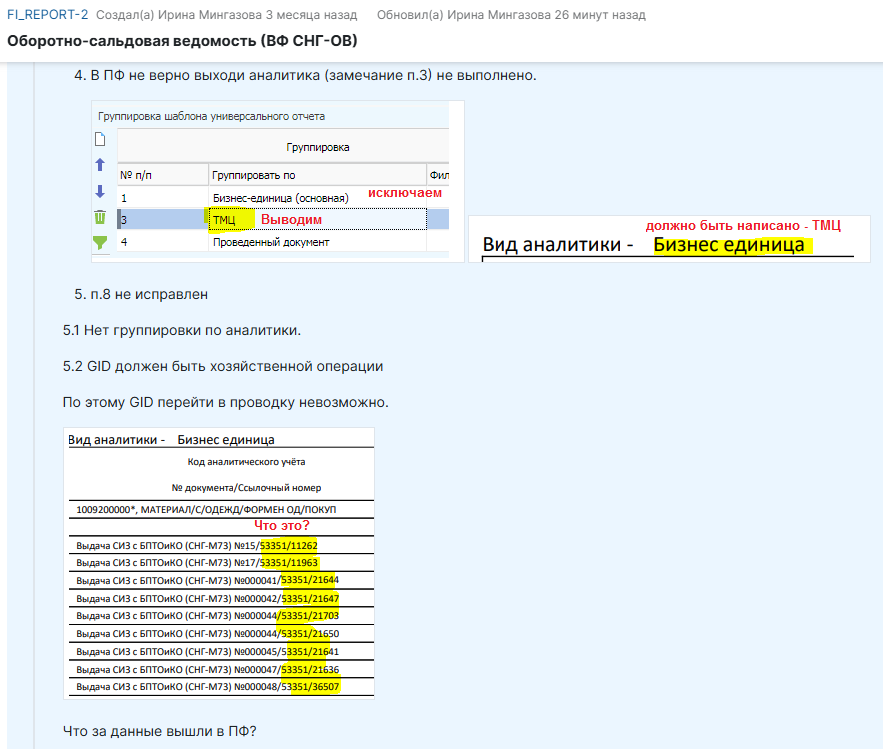 FI_REPORT-2 Создал(а) Ирина Мингазова 3 месяца назад Обновил(а) Ирина Мингазова 26 минут назад
Оборотно-сальдовая ведомость (ВФ СНГ-ОВ)
4. В ПФ не верно выходи аналитика (замечание п.3) не выполнено.
Группировка шаблона универсального отчета
Группировка
№ п/п Группировать по Фил
1 Бизнес-единица (основная) исключаем
3 ТМЦ Выводим
4 Проведенный документ
должно быть написано - ТМЦ
Вид аналитики - Бизнес единица
5. п.8 не исправлен
5.1 Нет группировки по аналитики.
5.2 GID должен быть хозяйственной операции
По этому GID перейти в проводку невозможно.
Вид аналитики - Бизнес единица
Код аналитического учёта
№ документа/Ссылочный номер
1009200000*, МАТЕРИАЛ/С/ОДЕЖД/ФОРМЕН ОД/ПОКУП
Что это?
Выдача СИЗ с БПТОиКО (СНГ-М73) №15/53351/11262
Выдача СИЗ с БПТОиКО (СНГ-М73) №17/53351/11963
Выдача СИЗ с БПТОиКО (СНГ-М73) №000041/53351/21644
Выдача СИЗ с БПТОиКО (СНГ-М73) №000042/53351/21647
Выдача СИЗ с БПТОиКО (СНГ-М73) №000044/53351/21703
Выдача СИЗ с БПТОиКО (СНГ-М73) №000044/53351/21650
Выдача СИЗ с БПТОиКО (СНГ-М73) №000045/53351/21641
Выдача СИЗ с БПТОиКО (СНГ-М73) №000047/53351/21636
Выдача СИЗ с БПТОиКО (СНГ-М73) №000048/53351/36507
Что за данные вышли в ПФ?